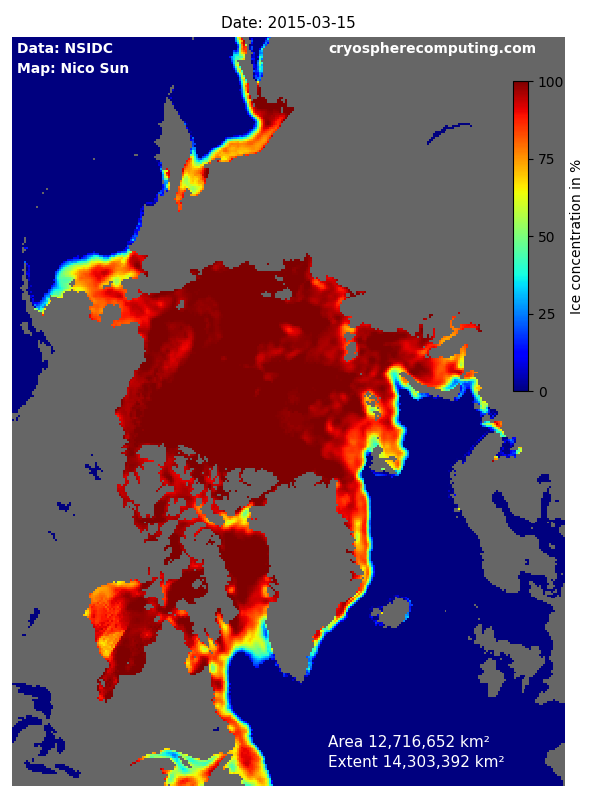 Date: 2015-03-15
Data: NSIDC
Map: Nico Sun
cryospherecomputing.com
100
75
50
25
0
Ice concentration in %
Area 12,716,652 km²
Extent 14,303,392 km²